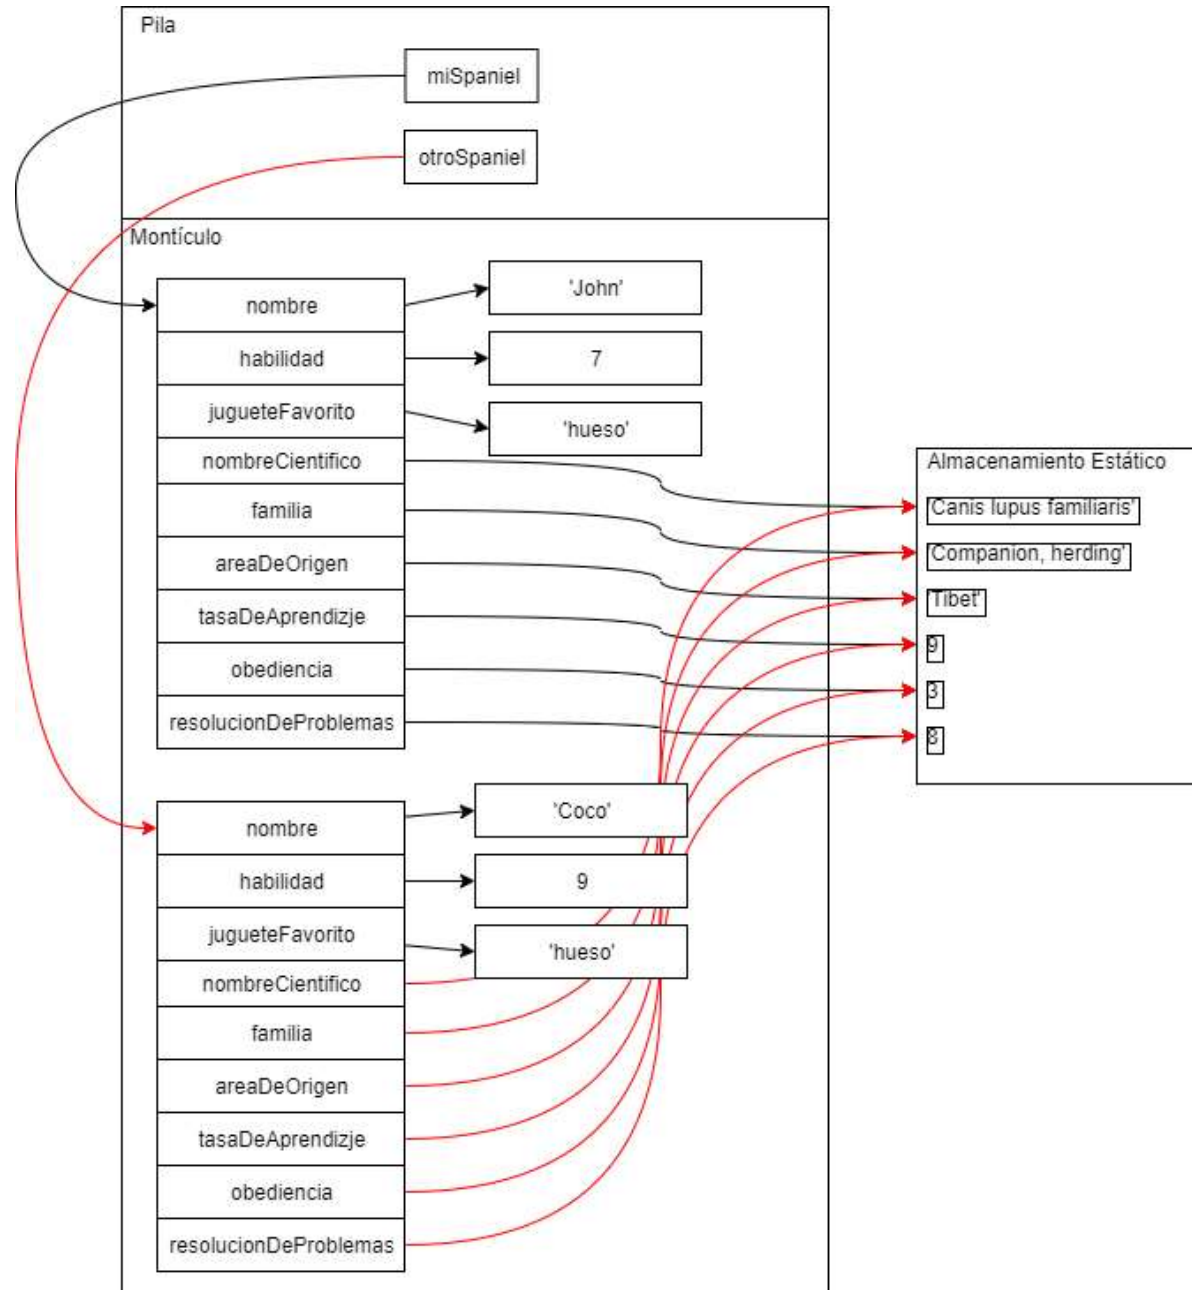 Pila
miSpaniel
otroSpaniel
Montículo
nombre
'John'
habilidad
7
jugueteFavorito
'hueso'
nombreCientifico
familia
areaDeOrigen
tasaDeAprendizje
obediencia
resolucionDeProblemas
Almacenamiento Estático
'Canis lupus familiaris'
'Companion, herding'
'Tibet'
9
3
8
nombre
'Coco'
habilidad
9
jugueteFavorito
'hueso'
nombreCientifico
familia
areaDeOrigen
tasaDeAprendizje
obediencia
resolucionDeProblemas